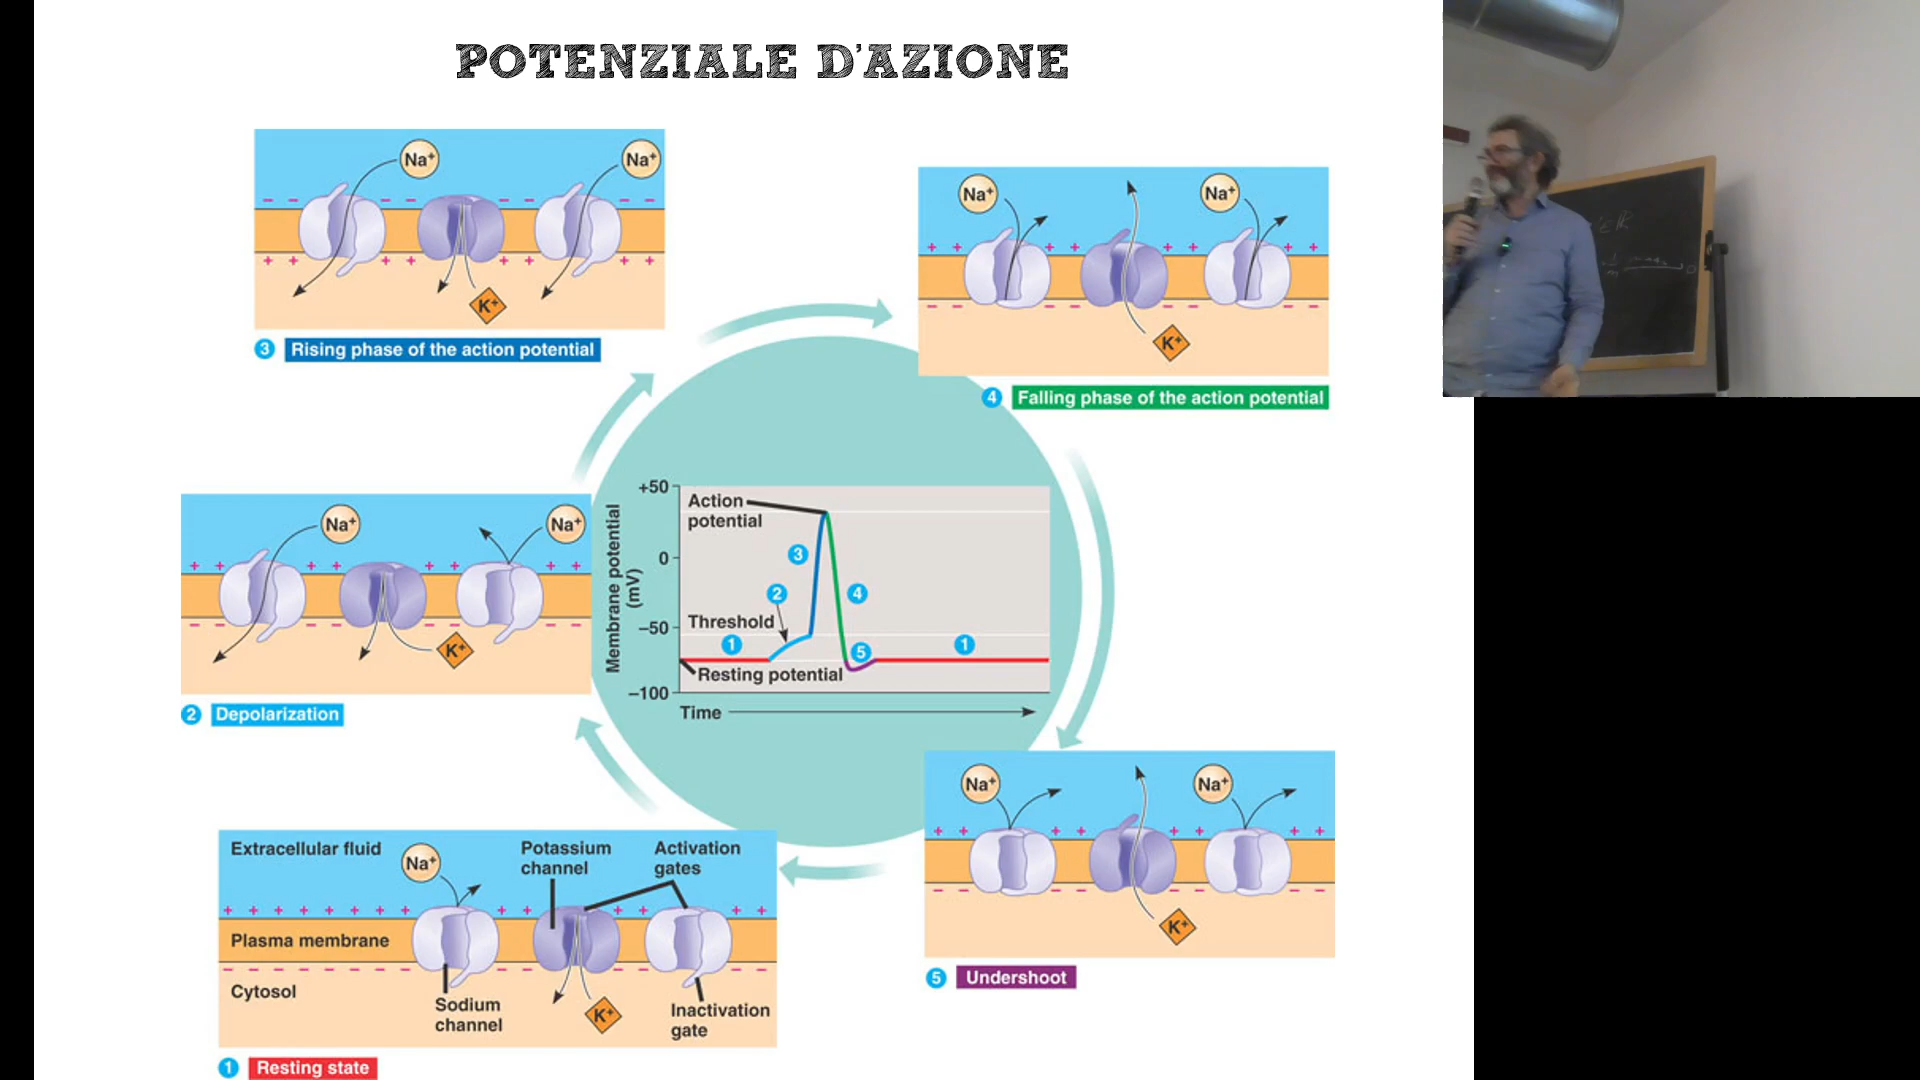 POTENZIALE D'AZIONE
Na⁺
Na⁺
K⁺
3 Rising phase of the action potential
Na⁺
Na⁺
K⁺
4 Falling phase of the action potential
Na⁺
Na⁺
K⁺
2 Depolarization
Membrane potential
(mV)
+50
0
–50
–100
Action
potential
3
2
4
Threshold
1
5
1
Resting potential
Time
Na⁺
Na⁺
K⁺
5 Undershoot
Extracellular fluid
Na⁺
Potassium
channel
Activation
gates
Plasma membrane
Cytosol
Sodium
channel
K⁺
Inactivation
gate
1 Resting state